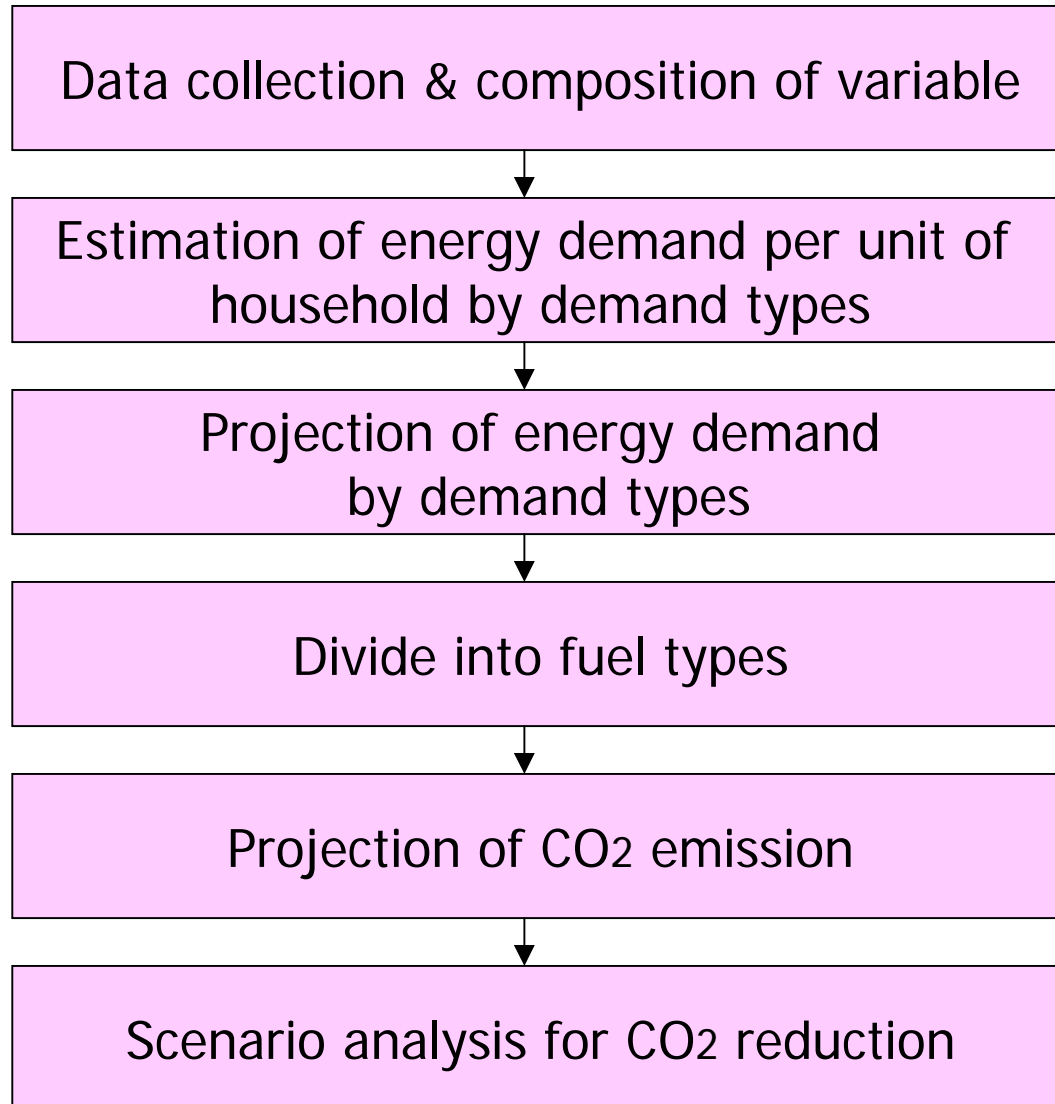 Data collection & composition of variable
Estimation of energy demand per unit of
household by demand types
Projection of energy demand
by demand types
Divide into fuel types
Projection of CO2 emission
Scenario analysis for CO2 reduction